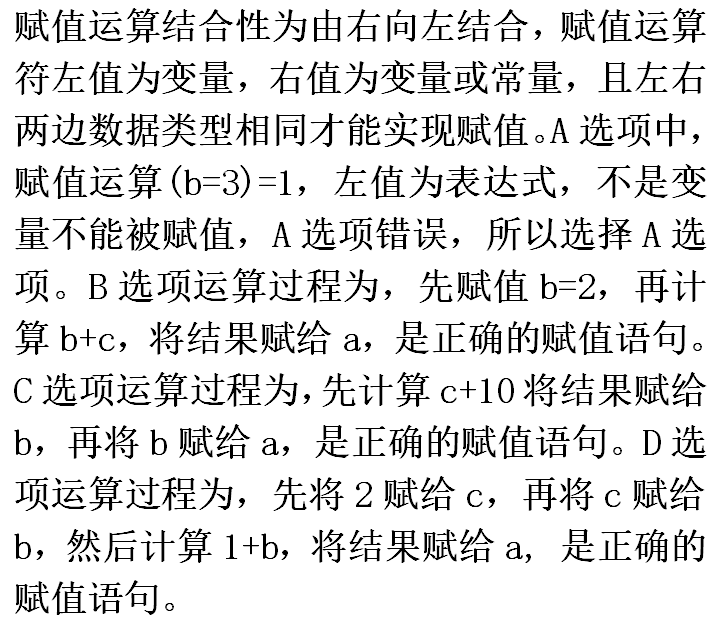 赋值运算结合性为由右向左结合，赋值运算
符左值为变量，右值为变量或常量，且左右
两边数据类型相同才能实现赋值。A 选项中，
赋值运算(b=3)=1，左值为表达式，不是变
量不能被赋值，A 选项错误，所以选择 A 选
项。B 选项运算过程为，先赋值 b=2，再计
算 b+c，将结果赋给 a，是正确的赋值语句。
C 选项运算过程为，先计算 c+10 将结果赋给
b，再将 b 赋给 a，是正确的赋值语句。D 选
项运算过程为，先将 2 赋给 c，再将 c 赋给
b，然后计算 1+b，将结果赋给 a, 是正确的
赋值语句。